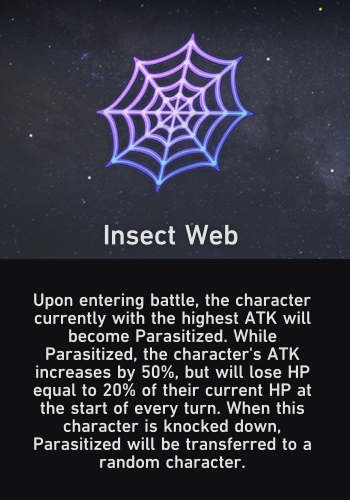 Insect Web
Upon entering battle, the character
currently with the highest ATK will
become Parasitized. While
Parasitized, the character's ATK
increases by 50%, but will lose HP
equal to 20% of their current HP at
the start of every turn. When this
character is knocked down,
Parasitized will be transferred to a
random character.